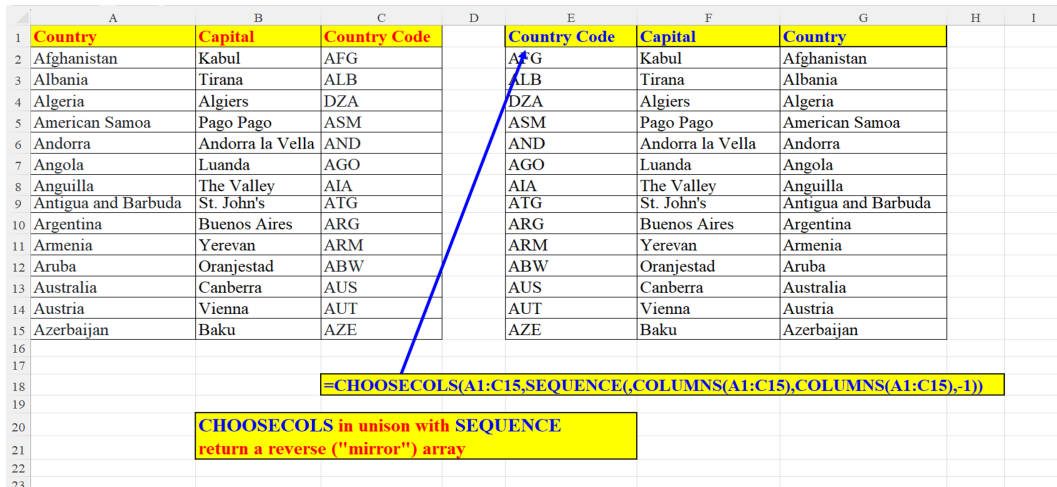 A B C D E F G H I
1 Country Capital Country Code Country Code Capital Country
2 Afghanistan Kabul AFG AFG Kabul Afghanistan
3 Albania Tirana ALB ALB Tirana Albania
4 Algeria Algiers DZA DZA Algiers Algeria
5 American Samoa Pago Pago ASM ASM Pago Pago American Samoa
6 Andorra Andorra la Vella AND AND Andorra la Vella Andorra
7 Angola Luanda AGO AGO Luanda Angola
8 Anguilla The Valley AIA AIA The Valley Anguilla
9 Antigua and Barbuda St. John's ATG ATG St. John's Antigua and Barbuda
10 Argentina Buenos Aires ARG ARG Buenos Aires Argentina
11 Armenia Yerevan ARM ARM Yerevan Armenia
12 Aruba Oranjestad ABW ABW Oranjestad Aruba
13 Australia Canberra AUS AUS Canberra Australia
14 Austria Vienna AUT AUT Vienna Austria
15 Azerbaijan Baku AZE AZE Baku Azerbaijan
16
17
18 =CHOOSECOLS(A1:C15,SEQUENCE(,COLUMNS(A1:C15),COLUMNS(A1:C15),-1))
19
20 CHOOSECOLS in unison with SEQUENCE
21 return a reverse ("mirror") array
22
23